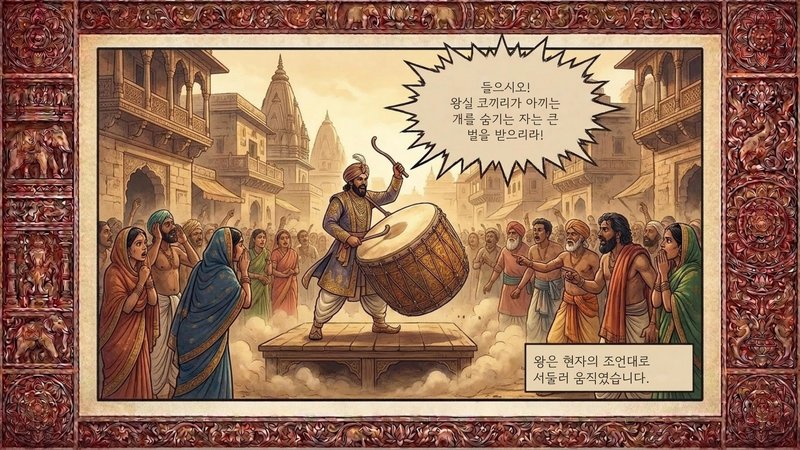 들으시오!
왕실 코끼리가 아끼는
개를 숨기는 자는 큰
벌을 받으리라!
왕은 현자의 조언대로
서둘러 움직였습니다.